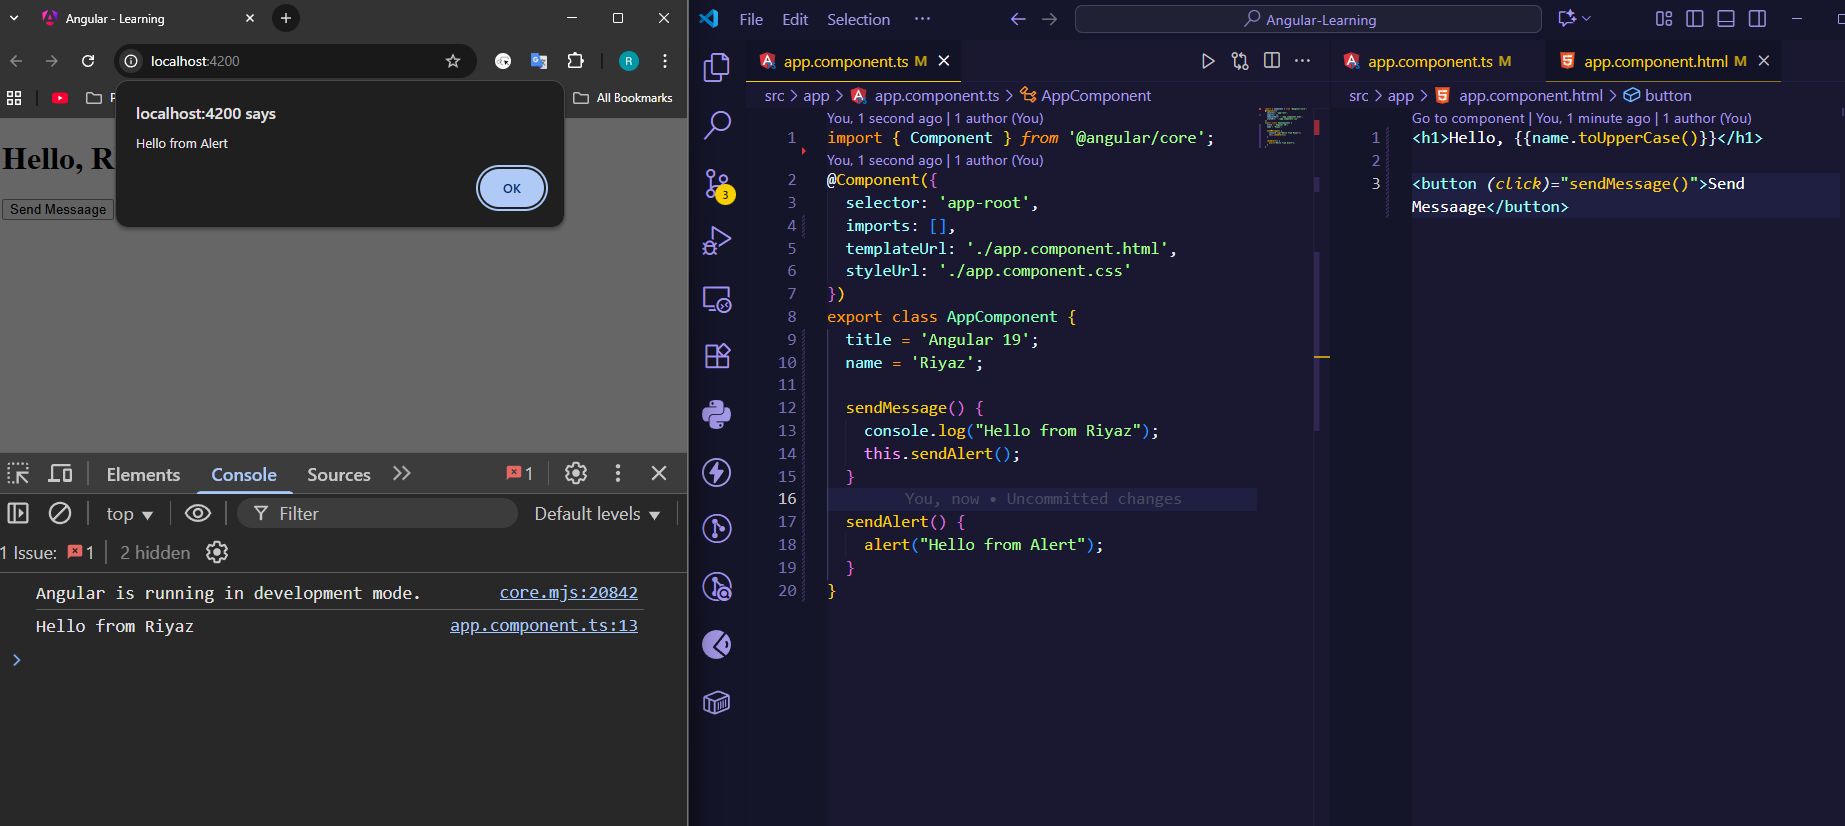 Angular - Learning
localhost:4200
All Bookmarks
localhost:4200 says
Hello from Alert
OK
Hello, R
Send Messaage
Elements
Console
Sources
1
top
Filter
Default levels
1 Issue:
1
2 hidden
Angular is running in development mode.
core.mjs:20842
Hello from Riyaz
app.component.ts:13
File
Edit
Selection
Angular-Learning
3
app.component.ts M
src > app > app.component.ts > AppComponent
You, 1 second ago | 1 author (You)
1 import { Component } from '@angular/core';
You, 1 second ago | 1 author (You)
2 @Component({
3 selector: 'app-root',
4 imports: [],
5 templateUrl: './app.component.html',
6 styleUrl: './app.component.css'
7 })
8 export class AppComponent {
9 title = 'Angular 19';
10 name = 'Riyaz';
11
12 sendMessage() {
13 console.log("Hello from Riyaz");
14 this.sendAlert();
15 }
16 You, now • Uncommitted changes
17 sendAlert() {
18 alert("Hello from Alert");
19 }
20 }
app.component.ts M
app.component.html M
src > app > app.component.html > button
Go to component | You, 1 minute ago | 1 author (You)
1 <h1>Hello, {{name.toUpperCase()}}</h1>
2
3 <button (click)="sendMessage()">Send
Messaage</button>